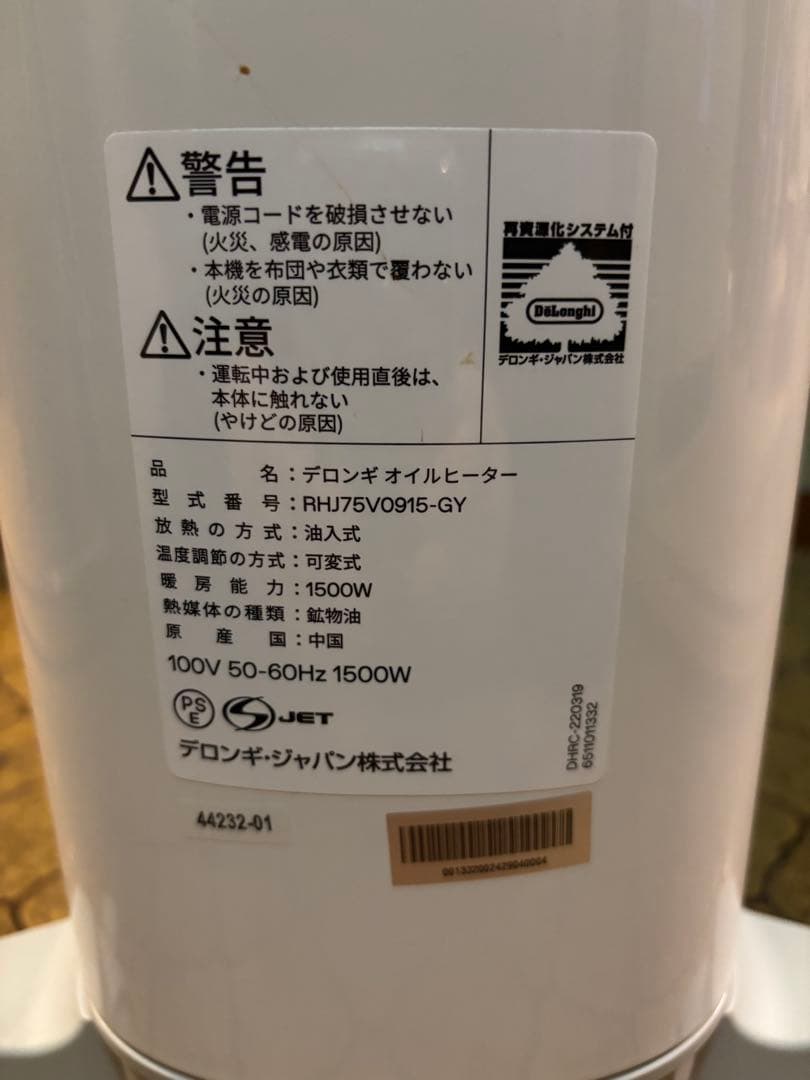 警告
・電源コードを破損させない
(火災、感電の原因)
・本機を布団や衣類で覆わない
(火災の原因)
注意
・運転中および使用直後は、
本体に触れない
(やけどの原因)
再資源化システム付
DeLonghi
デロンギ・ジャパン株式会社
品名：デロンギ オイルヒーター
型式番号：RHJ75V0915-GY
放熱の方式：油入式
温度調節の方式：可変式
暖房能力：1500W
熱媒体の種類：鉱物油
原産国：中国
100V 50-60Hz 1500W
PSE
JET
デロンギ・ジャパン株式会社
DHRC-220319
6511011332
44232-01
001332002429040004